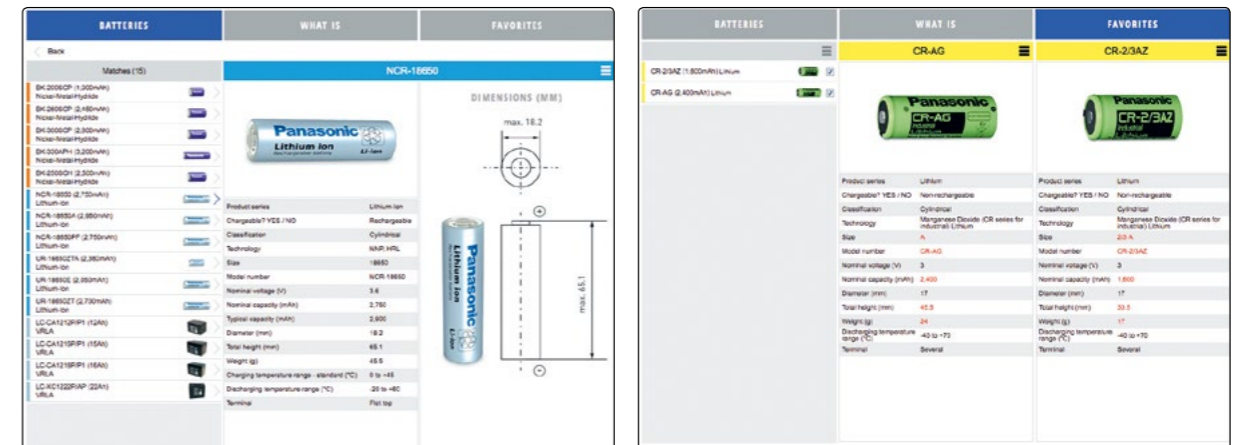 BATTERIES
WHAT IS
FAVORITES
Back
Matches (15)
NCR-18650
BK-200SCP (1,900mAh)
Nickel-Metal-Hydride
BK-260SCP (2,450mAh)
Nickel-Metal-Hydride
BK-300SCP (2,800mAh)
Nickel-Metal-Hydride
(3,200mAh)
Nickel-Metal-Hydride
(2,500mAh)
Nickel-Metal-Hydride
NCR-18650 (2,750mAh)
Lithium-Ion
NCR-18650A (2,950mAh)
Lithium-Ion
NCR-18650PF (2,750mAh)
Lithium-Ion
UR-18650ZTA
Lithium-Ion
UR-18650E (2,050mAh)
Lithium-Ion
UR-18650ZT (2,730mAh)
Lithium-Ion
LC-CA1212P/P1 (12Ah)
VRLA
LC-CA1215P/P1 (15Ah)
VRLA
LC-CA1216P/P1 (16Ah)
VRLA
LC-XC1222P/AP (22Ah)
VRLA
Panasonic
Lithium Ion
Rechargeable battery
Li-Ion
Product series Lithium-Ion
Chargeable? YES / NO Rechargeable
Classification Cylindrical
Technology NNP, HRL
Size 18650
Model number NCR-18650
Nominal voltage (V) 3.6
Nominal capacity (mAh) 2,750
Typical capacity (mAh) 2,900
Diameter (mm) 18.2
Total height (mm) 65.1
Weight (g) 45.5
Charging temperature range - standard (°C) 0 to +45
Discharging temperature range (°C) -20 to +60
Terminal Flat top
DIMENSIONS (MM)
max. 18.2
Panasonic
Lithium Ion
Li-Ion
max. 65.1
BATTERIES
WHAT IS
FAVORITES
CR-AG
CR-2/3AZ
CR-2/3AZ (1,600mAh) Lithium
CR-AG (2,400mAh) Lithium
Panasonic
CR-AG
Industrial
Lithium
Product series Lithium
Chargeable? YES / NO Non-rechargeable
Classification Cylindrical
Technology Manganese Dioxide (CR series for
industrial) Lithium
Size A
Model number CR-AG
Nominal voltage (V) 3
Nominal capacity (mAh) 2,400
Diameter (mm) 17
Total height (mm) 45.5
Weight (g) 24
Discharging temperature
range (°C) -40 to +70
Terminal Several
Panasonic
CR-2/3AZ
Industrial
Lithium
Product series Lithium
Chargeable? YES / NO Non-rechargeable
Classification Cylindrical
Technology Manganese Dioxide (CR series for
industrial) Lithium
Size 2/3 A
Model number CR-2/3AZ
Nominal voltage (V) 3
Nominal capacity (mAh) 1,600
Diameter (mm) 17
Total height (mm) 33.5
Weight (g) 17
Discharging temperature
range (°C) -40 to +70
Terminal Several